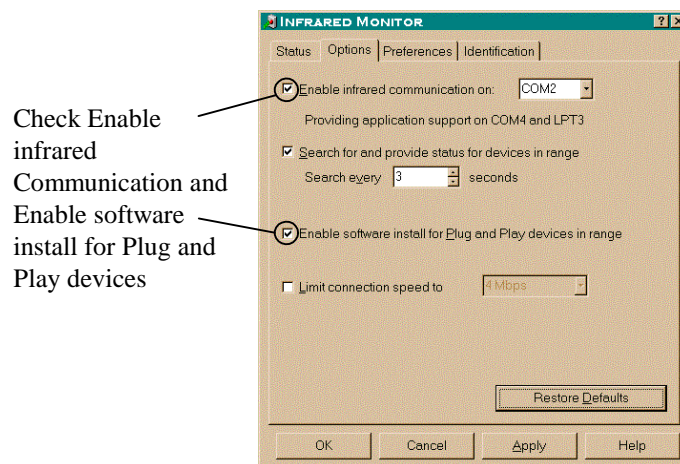 INFRARED MONITOR
Status Options Preferences Identification
Enable infrared communication on: COM2
Providing application support on COM4 and LPT3
Search for and provide status for devices in range
Search every 3 seconds
Enable software install for Plug and Play devices in range
Limit connection speed to 4 Mbps
Restore Defaults
OK Cancel Apply Help
Check Enable
infrared
Communication and
Enable software
install for Plug and
Play devices